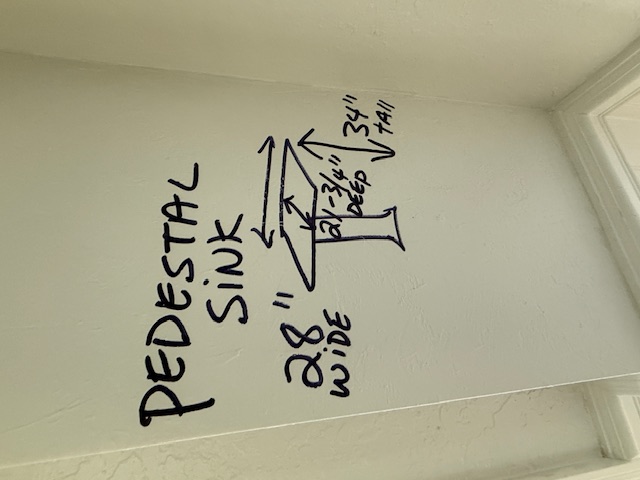 PEDESTAL
SiNK
28"
WiDE
21-3/4"
DEEP
34"
tAll